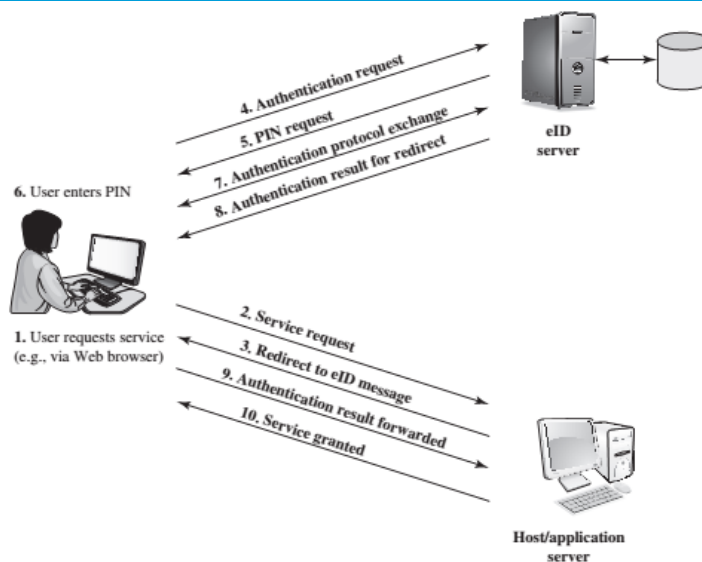 4. Authentication request
5. PIN request
7. Authentication protocol exchange
8. Authentication result for redirect
eID
server
6. User enters PIN
1. User requests service
(e.g., via Web browser)
2. Service request
3. Redirect to eID message
9. Authentication result forwarded
10. Service granted
Host/application
server